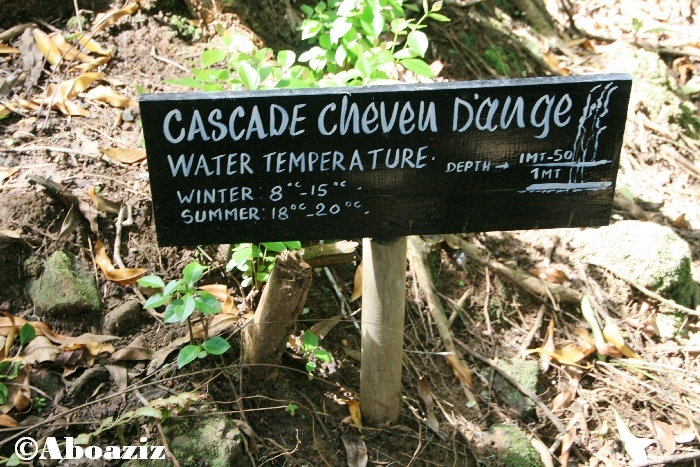 CASCADE Cheveu D'ange
WATER TEMPERATURE.
DEPTH → 1MT-50
1MT
WINTER: 8°C-15°C.
SUMMER: 18°C-20°C.
©Aboaziz